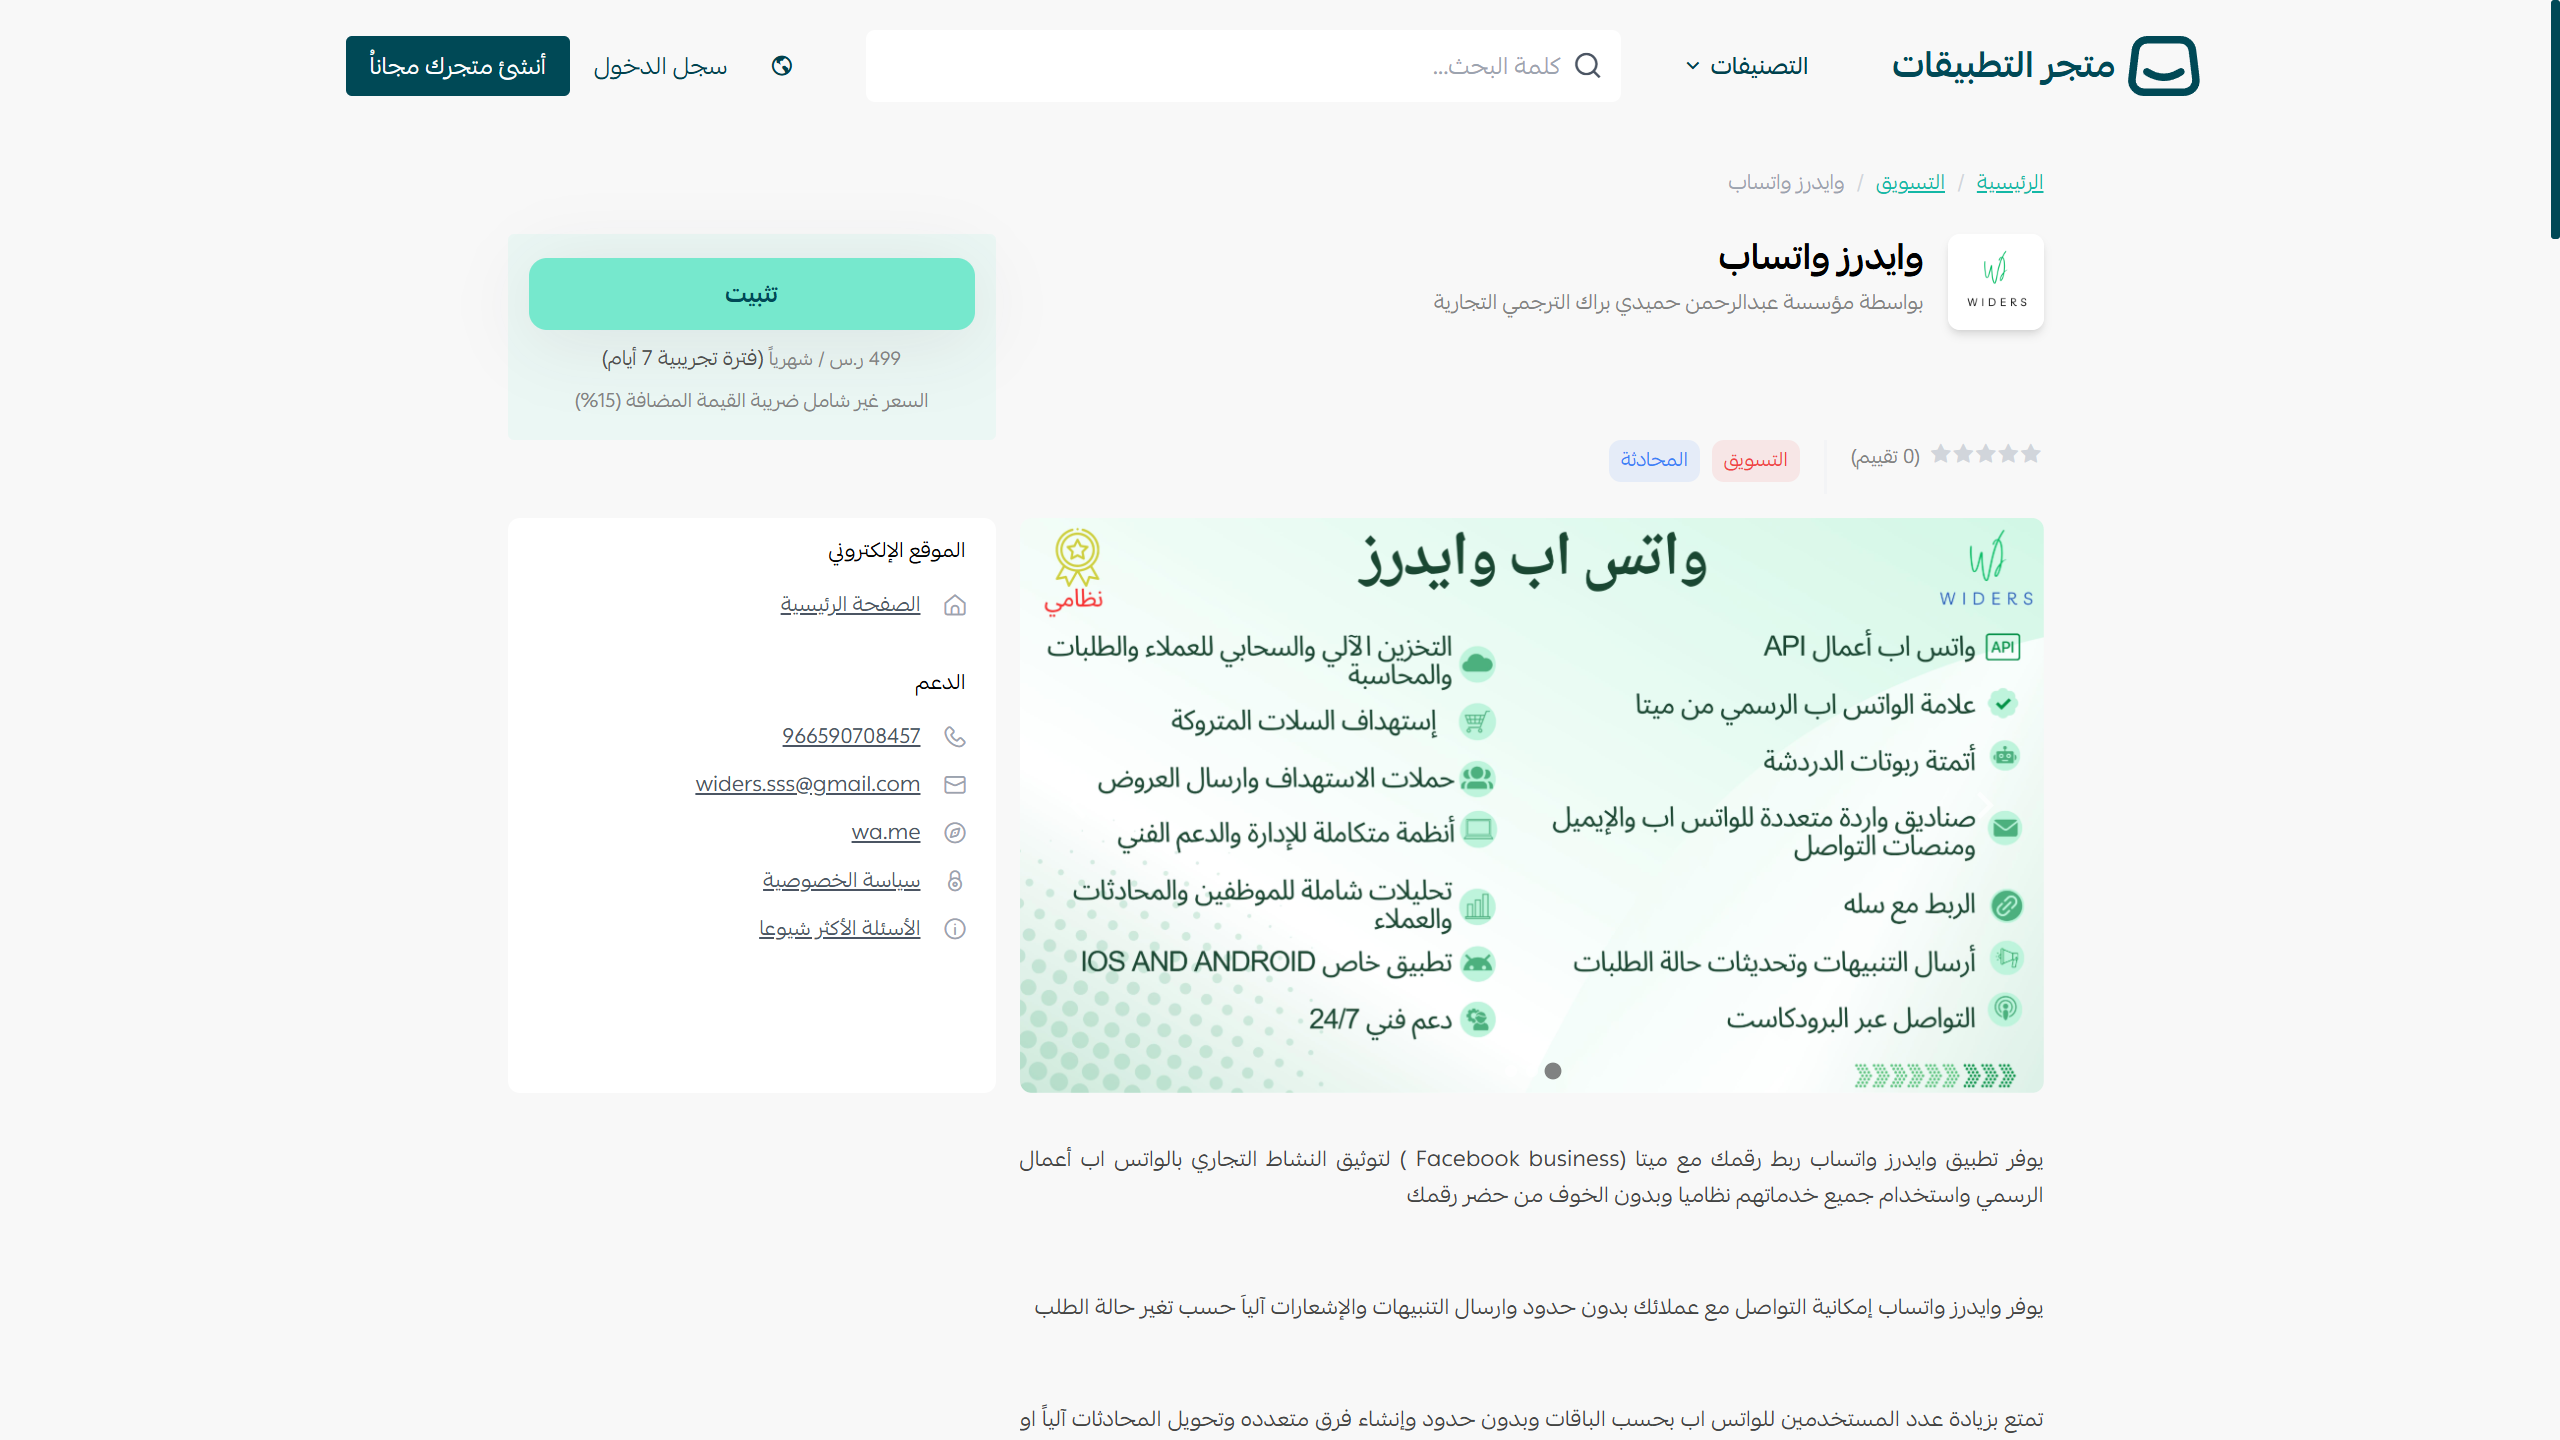 متجر التطبيقات
التصنيفات
كلمة البحث...
سجل الدخول
أنشئ متجرك مجاناً
الرئيسية / التسويق / وايدرز واتساب
WIDERS
وايدرز واتساب
بواسطة مؤسسة عبدالرحمن حميدي براك الترجمي التجارية
تثبيت
499 ر.س / شهرياً (فترة تجريبية 7 أيام)
السعر غير شامل ضريبة القيمة المضافة (15%)
(0 تقييم)
التسويق
المحادثة
WIDERS
واتس اب وايدرز
نظامي
API واتس اب أعمال API
علامة الواتس اب الرسمي من ميتا
أتمتة ربوتات الدردشة
صناديق واردة متعددة للواتس اب والإيميل
ومنصات التواصل
الربط مع سله
أرسال التنبيهات وتحديثات حالة الطلبات
التواصل عبر البرودكاست
التخزين الآلي والسحابي للعملاء والطلبات
والمحاسبة
إستهداف السلات المتروكة
حملات الاستهداف وارسال العروض
أنظمة متكاملة للإدارة والدعم الفني
تحليلات شاملة للموظفين والمحادثات
والعملاء
تطبيق خاص IOS AND ANDROID
دعم فني 24/7
الموقع الإلكتروني
الصفحة الرئيسية
الدعم
966590708457
widers.sss@gmail.com
wa.me
سياسة الخصوصية
الأسئلة الأكثر شيوعا
يوفر تطبيق وايدرز واتساب ربط رقمك مع ميتا (Facebook business ) لتوثيق النشاط التجاري بالواتس اب أعمال
الرسمي واستخدام جميع خدماتهم نظاميا وبدون الخوف من حضر رقمك
يوفر وايدرز واتساب إمكانية التواصل مع عملائك بدون حدود وارسال التنبيهات والإشعارات آلياَ حسب تغير حالة الطلب
تمتع بزيادة عدد المستخدمين للواتس اب بحسب الباقات وبدون حدود وإنشاء فرق متعدده وتحويل المحادثات آلياً او